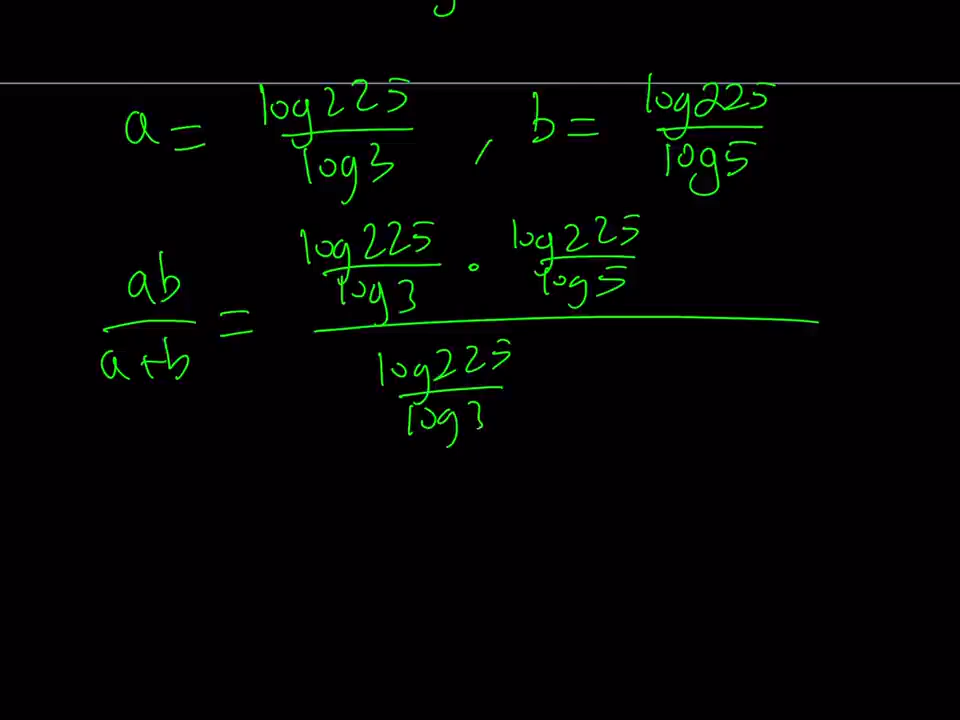 a = log225/log3 , b = log225/log5
ab/(a+b) = (log225/log3 · log225/log5)/(log225/log3)